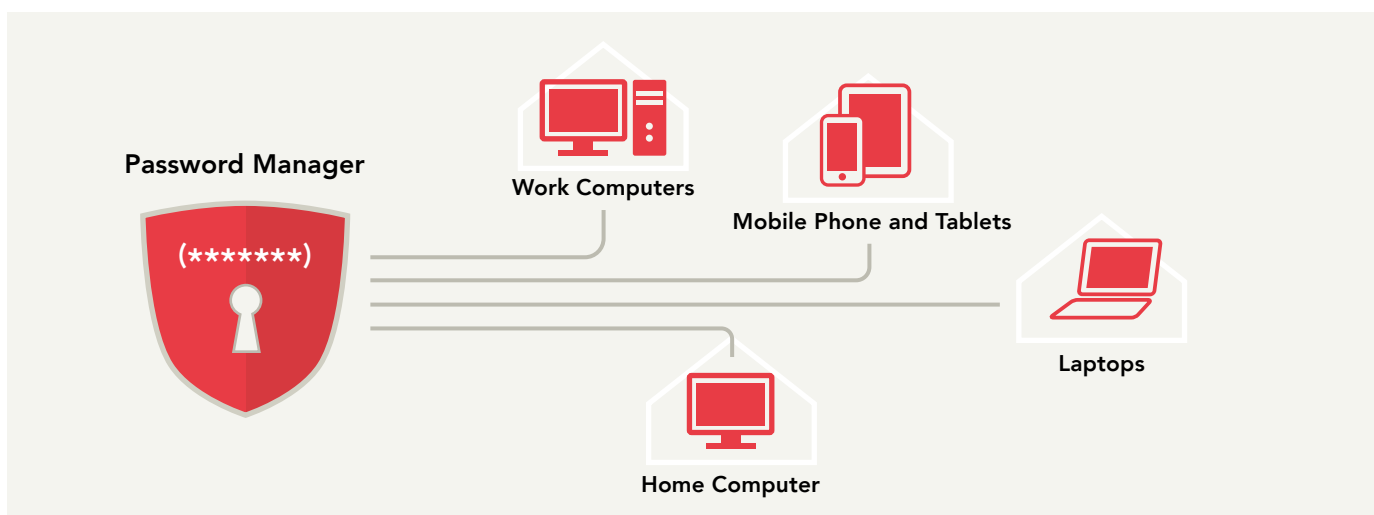 Password Manager
(*******)
Work Computers
Mobile Phone and Tablets
Laptops
Home Computer